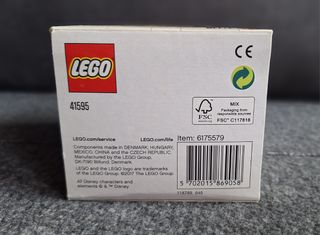 LEGO
CE
41595
FSC
MIX
Packaging from
responsible sources
FSC® C117818
LEGO.com/service LEGO.com/life
Item: 6175579
Components made in DENMARK, HUNGARY,
MEXICO, CHINA and the CZECH REPUBLIC.
Manufactured by the LEGO Group.
DK-7190 Billund, Denmark.
LEGO and the LEGO logo are trademarks
of the LEGO Group. ©2017 The LEGO Group.
All Disney characters and
elements © & ™ Disney
5 702015 869058